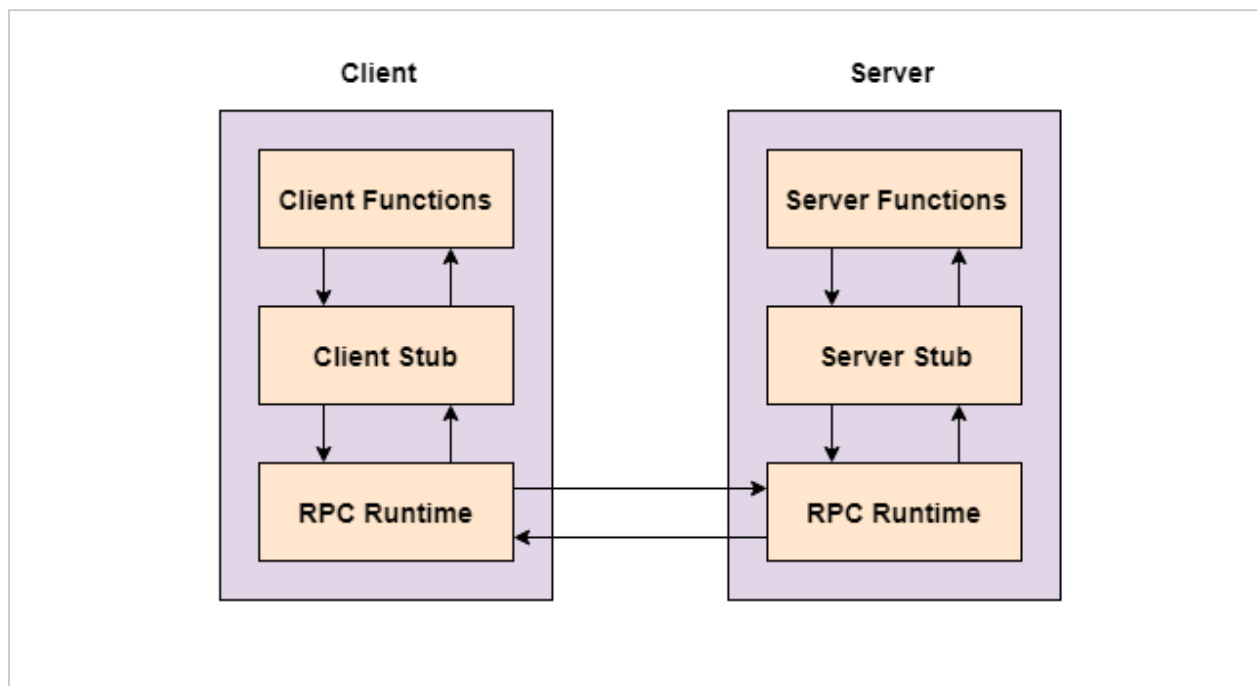 Client
Server
Client Functions
Server Functions
Client Stub
Server Stub
RPC Runtime
RPC Runtime